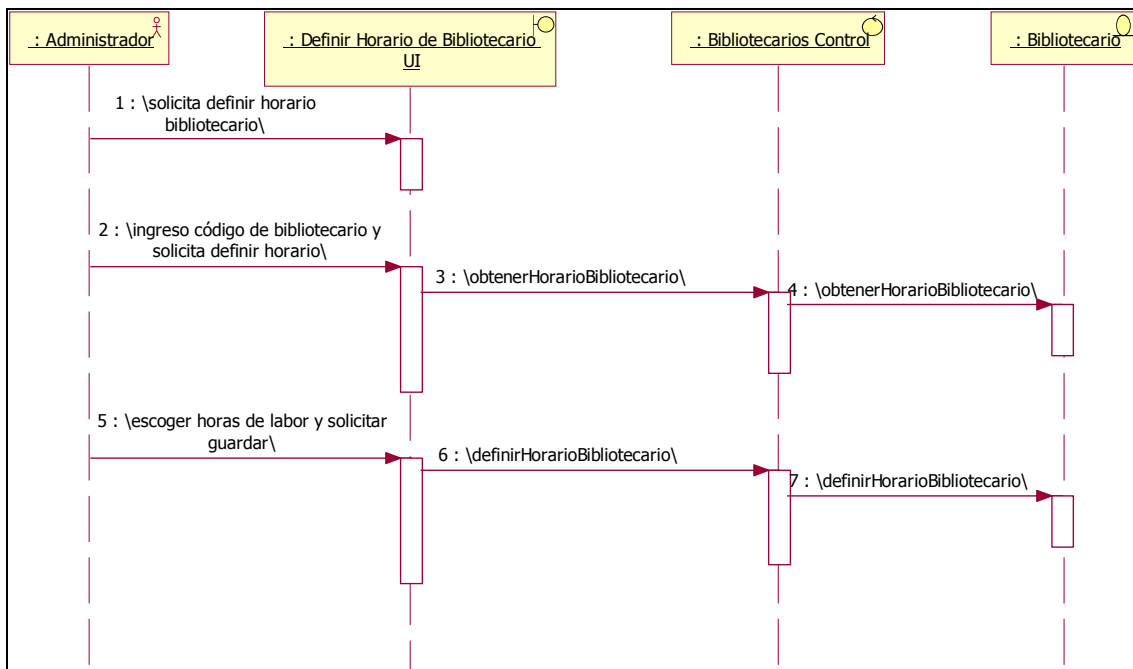 : Administrador
: Definir Horario de Bibliotecario
UI
: Bibliotecarios Control
: Bibliotecario
1 : \solicita definir horario
bibliotecario\
2 : \ingreso código de bibliotecario y
solicita definir horario\
3 : \obtenerHorarioBibliotecario\
4 : \obtenerHorarioBibliotecario\
5 : \escoger horas de labor y solicitar
guardar\
6 : \definirHorarioBibliotecario\
7 : \definirHorarioBibliotecario\